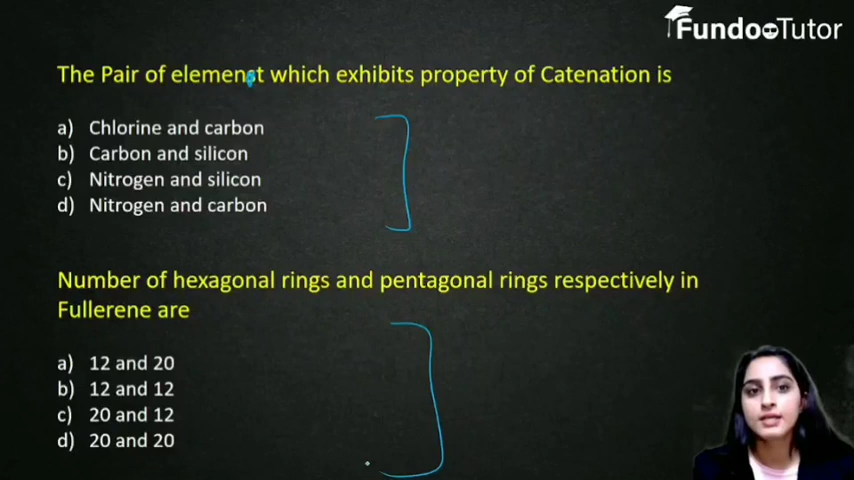 FundooTutor
The Pair of elemenst which exhibits property of Catenation is
a) Chlorine and carbon
b) Carbon and silicon
c) Nitrogen and silicon
d) Nitrogen and carbon
Number of hexagonal rings and pentagonal rings respectively in
Fullerene are
a) 12 and 20
b) 12 and 12
c) 20 and 12
d) 20 and 20